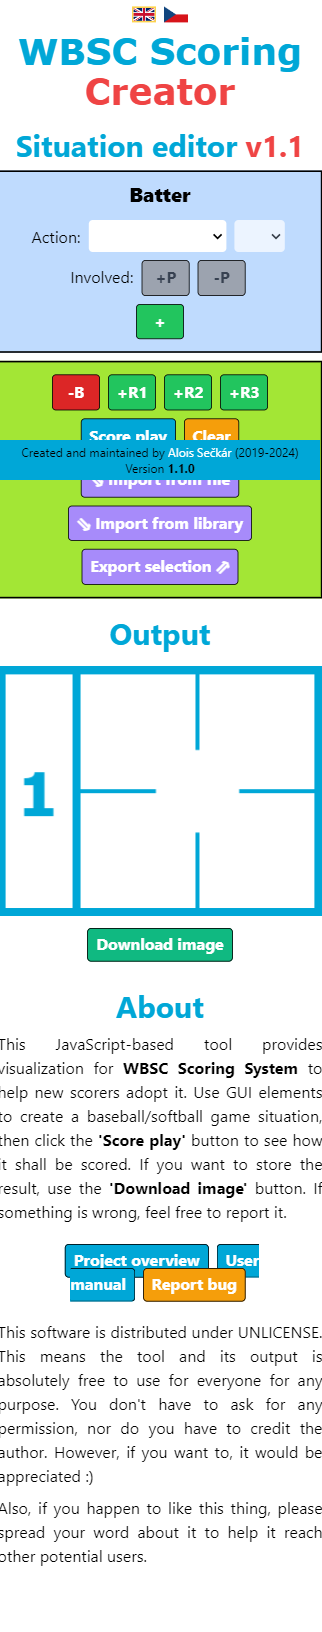 WBSC Scoring
Creator
Situation editor v1.1
Batter
Action:
Involved: +P -P
+
-B +R1 +R2 +R3
Score play Clear
Created and maintained by Alois Sečkár (2019-2024)
Version 1.1.0
Import from file
Import from library
Export selection
Output
1
Download image
About
This JavaScript-based tool provides
visualization for WBSC Scoring System to
help new scorers adopt it. Use GUI elements
to create a baseball/softball game situation,
then click the 'Score play' button to see how
it shall be scored. If you want to store the
result, use the 'Download image' button. If
something is wrong, feel free to report it.
Project overview User
manual Report bug
This software is distributed under UNLICENSE.
This means the tool and its output is
absolutely free to use for everyone for any
purpose. You don't have to ask for any
permission, nor do you have to credit the
author. However, if you want to, it would be
appreciated :)
Also, if you happen to like this thing, please
spread your word about it to help it reach
other potential users.